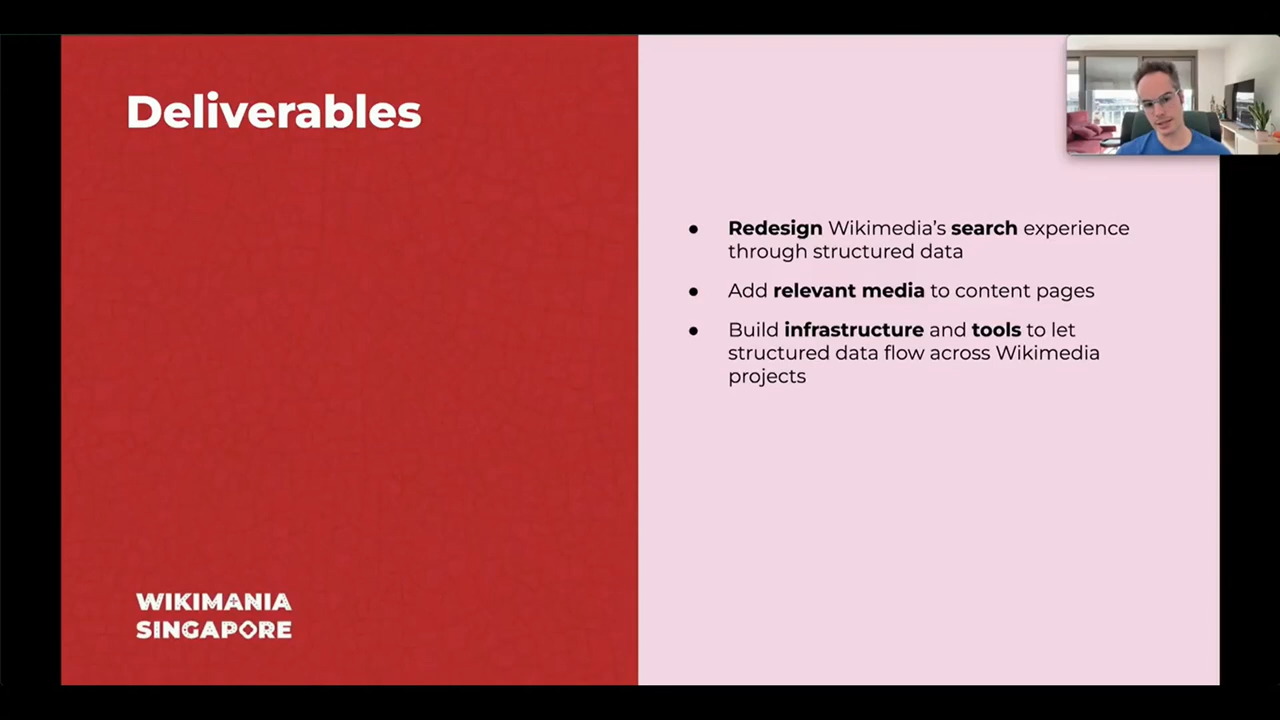 Deliverables
● Redesign Wikimedia's search experience
through structured data
● Add relevant media to content pages
● Build infrastructure and tools to let
structured data flow across Wikimedia
projects
WIKIMANIA
SINGAPORE